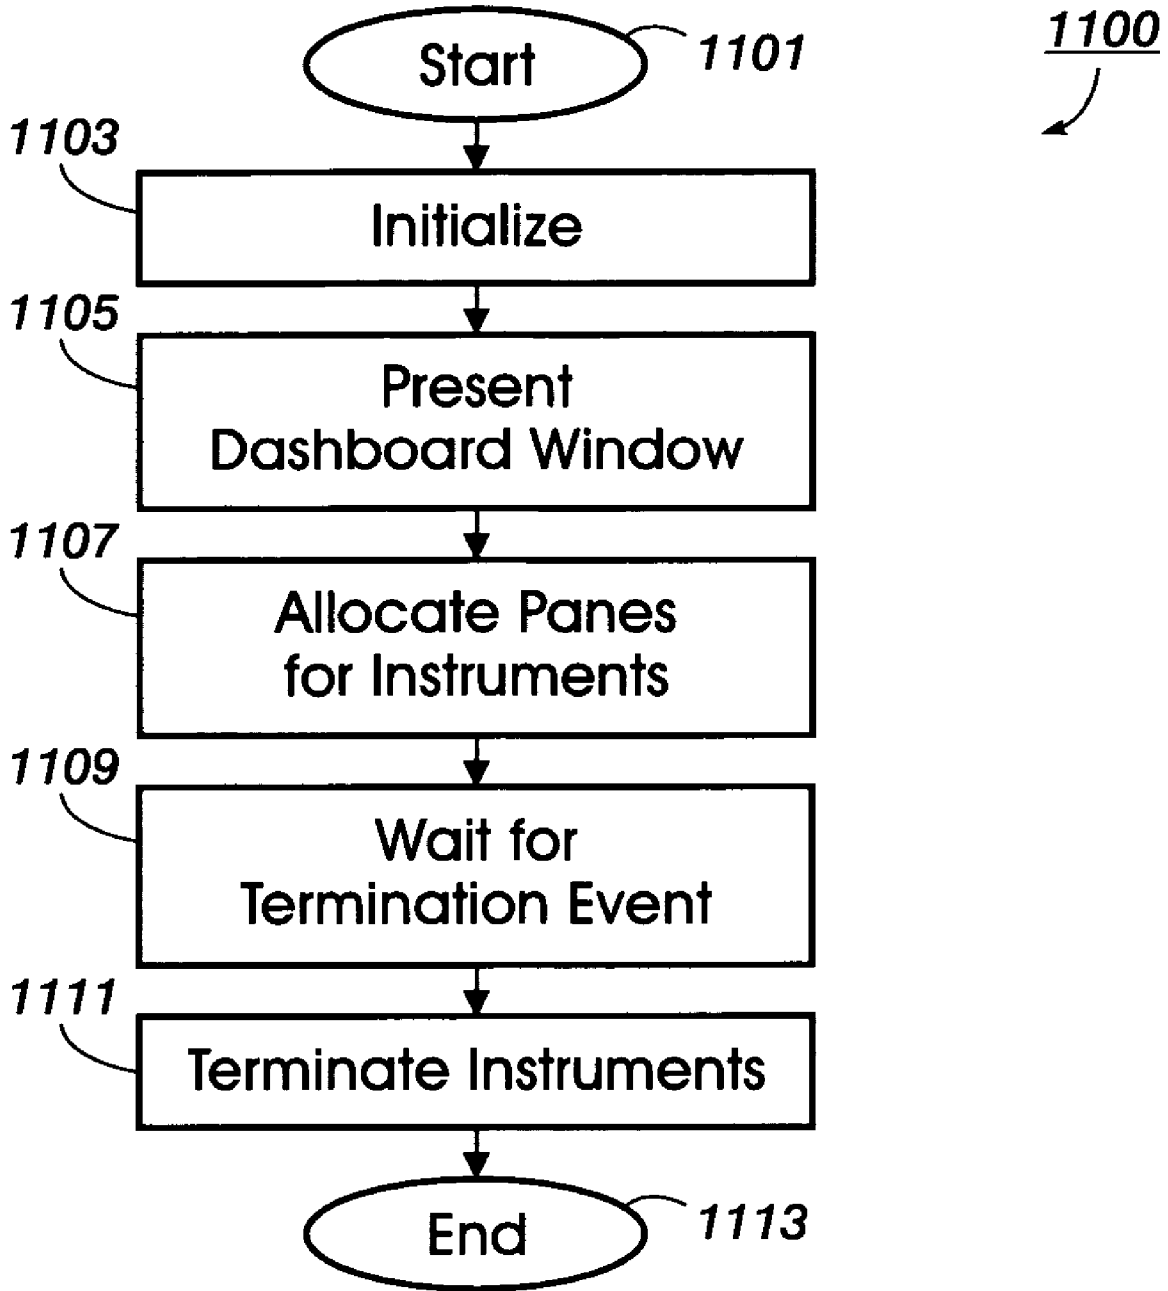 Start
1101
1100
1103
Initialize
1105
Present
Dashboard Window
1107
Allocate Panes
for Instruments
1109
Wait for
Termination Event
1111
Terminate Instruments
End
1113